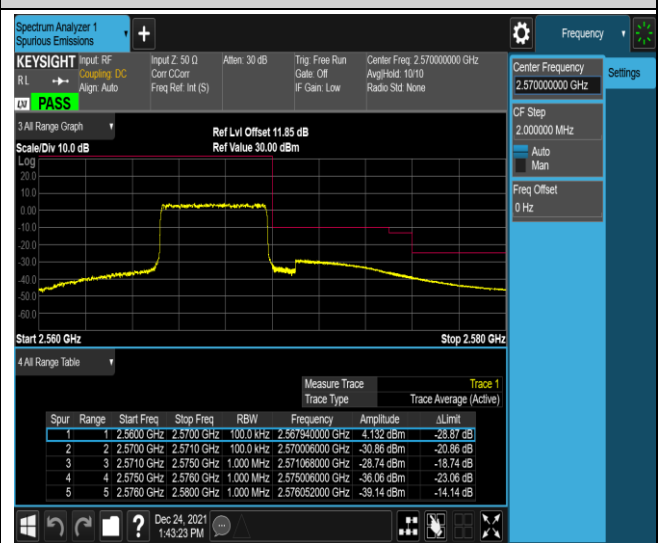 Spectrum Analyzer 1
Spurious Emissions
Frequency
KEYSIGHT Input: RF Input Z: 50 Ω Atten: 30 dB Trig: Free Run Center Freq: 2.570000000 GHz
RL Coupling: DC Corr CCorr Gate: Off Avg|Hold: 10/10
Align: Auto Freq Ref: Int (S) IF Gain: Low Radio Std: None
LXI PASS
Center Frequency
2.570000000 GHz
Settings
CF Step
2.000000 MHz
Auto
Man
Freq Offset
0 Hz
3 All Range Graph
Ref Lvl Offset 11.85 dB
Scale/Div 10.0 dB Ref Value 30.00 dBm
Log
20.0
10.0
0.00
-10.0
-20.0
-30.0
-40.0
-50.0
-60.0
Start 2.560 GHz Stop 2.580 GHz
4 All Range Table
Measure Trace Trace 1
Trace Type Trace Average (Active)
Spur Range Start Freq Stop Freq RBW Frequency Amplitude ΔLimit
1 1 2.5600 GHz 2.5700 GHz 100.0 kHz 2.567940000 GHz 4.132 dBm -28.87 dB
2 2 2.5700 GHz 2.5710 GHz 100.0 kHz 2.570006000 GHz -30.86 dBm -20.86 dB
3 3 2.5710 GHz 2.5750 GHz 1.000 MHz 2.571068000 GHz -28.74 dBm -18.74 dB
4 4 2.5750 GHz 2.5760 GHz 1.000 MHz 2.575006000 GHz -36.06 dBm -23.06 dB
5 5 2.5760 GHz 2.5800 GHz 1.000 MHz 2.576052000 GHz -39.14 dBm -14.14 dB
Dec 24, 2021
1:43:23 PM